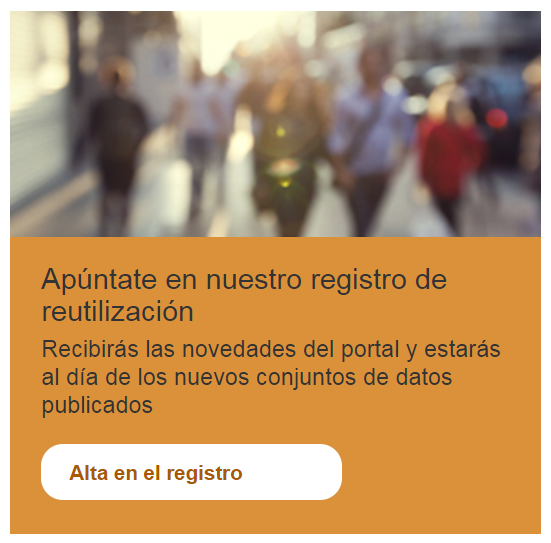 Apúntate en nuestro registro de
reutilización
Recibirás las novedades del portal y estarás
al día de los nuevos conjuntos de datos
publicados
Alta en el registro